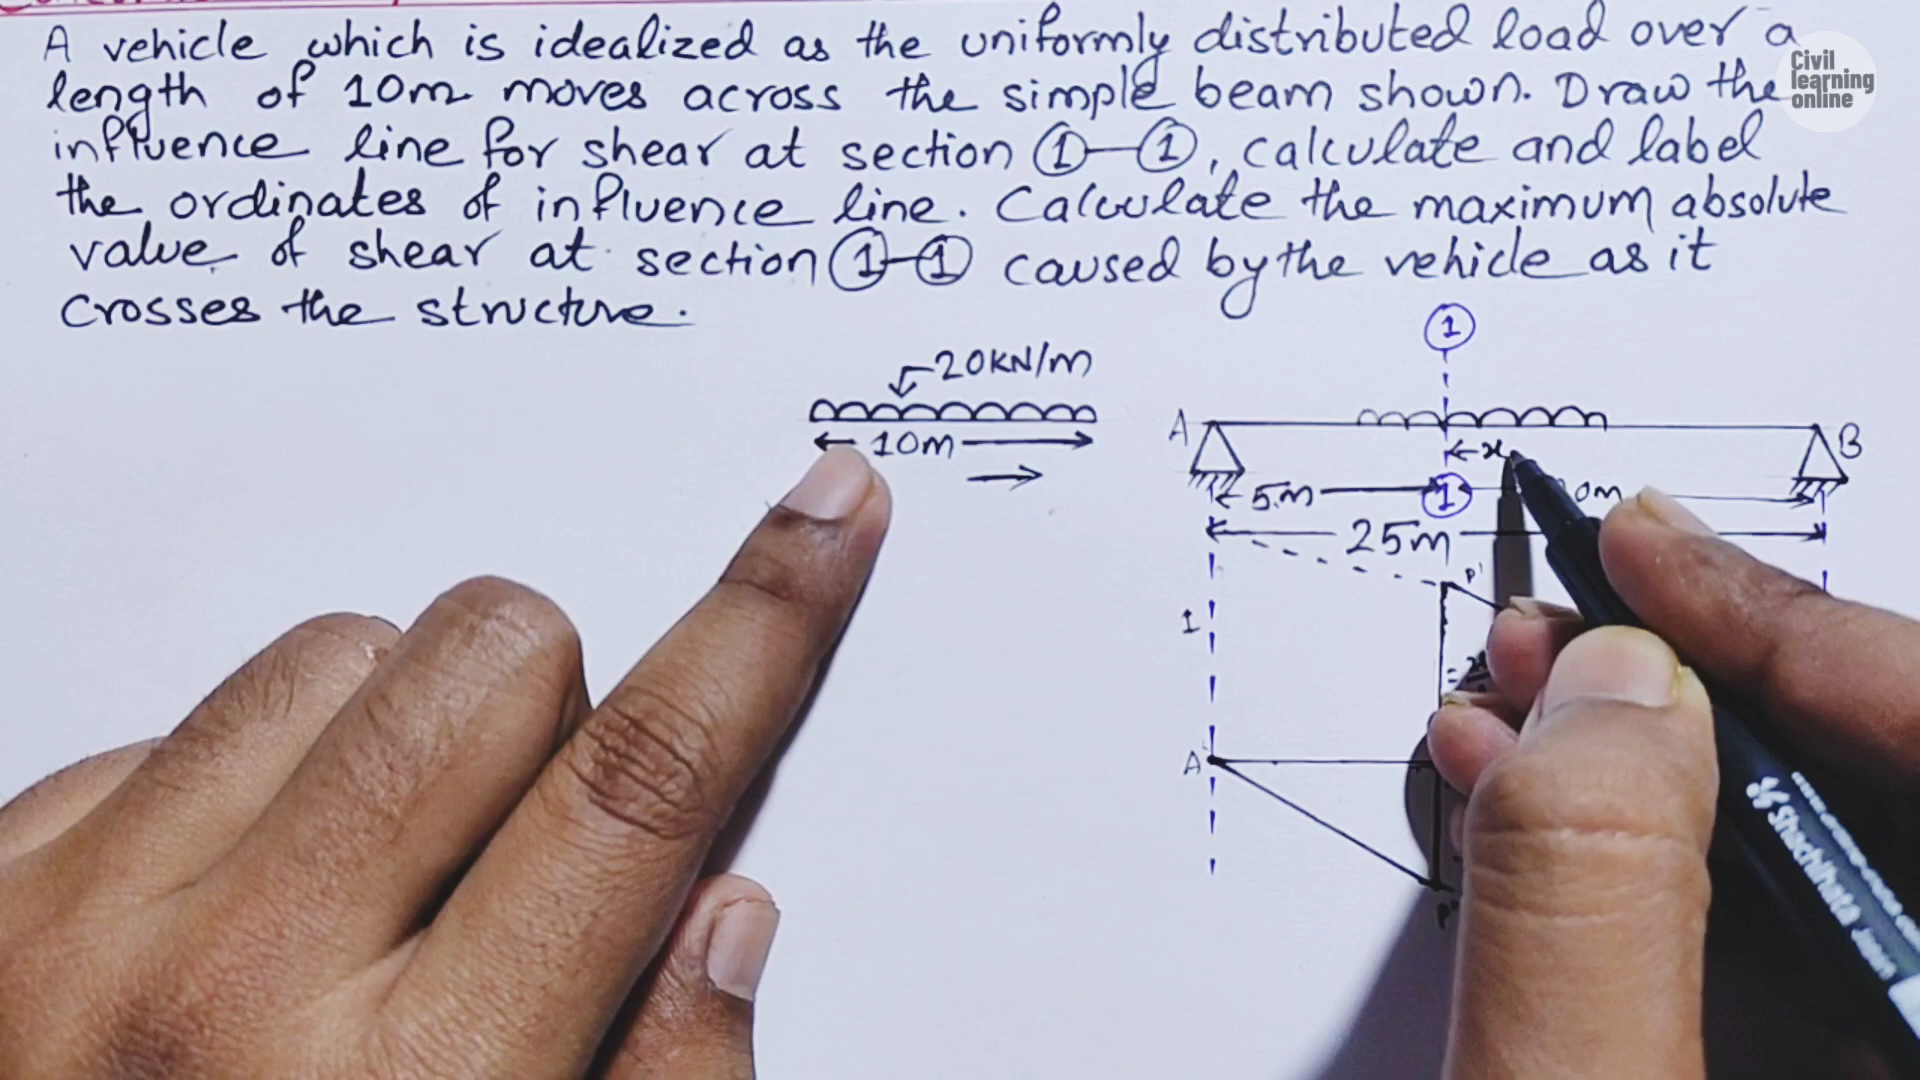 A vehicle which is idealized as the uniformly distributed load over a
length of 10m moves across the simple beam shown. Draw the
influence line for shear at section ①—①, calculate and label
the ordinates of influence line. Calculate the maximum absolute
value of shear at section ①-① caused by the vehicle as it
crosses the structure.
Civil
learning
online
①
20KN/m
10m
A
B
x
5m
①
0m
25m
P'
1
A
Shachihata